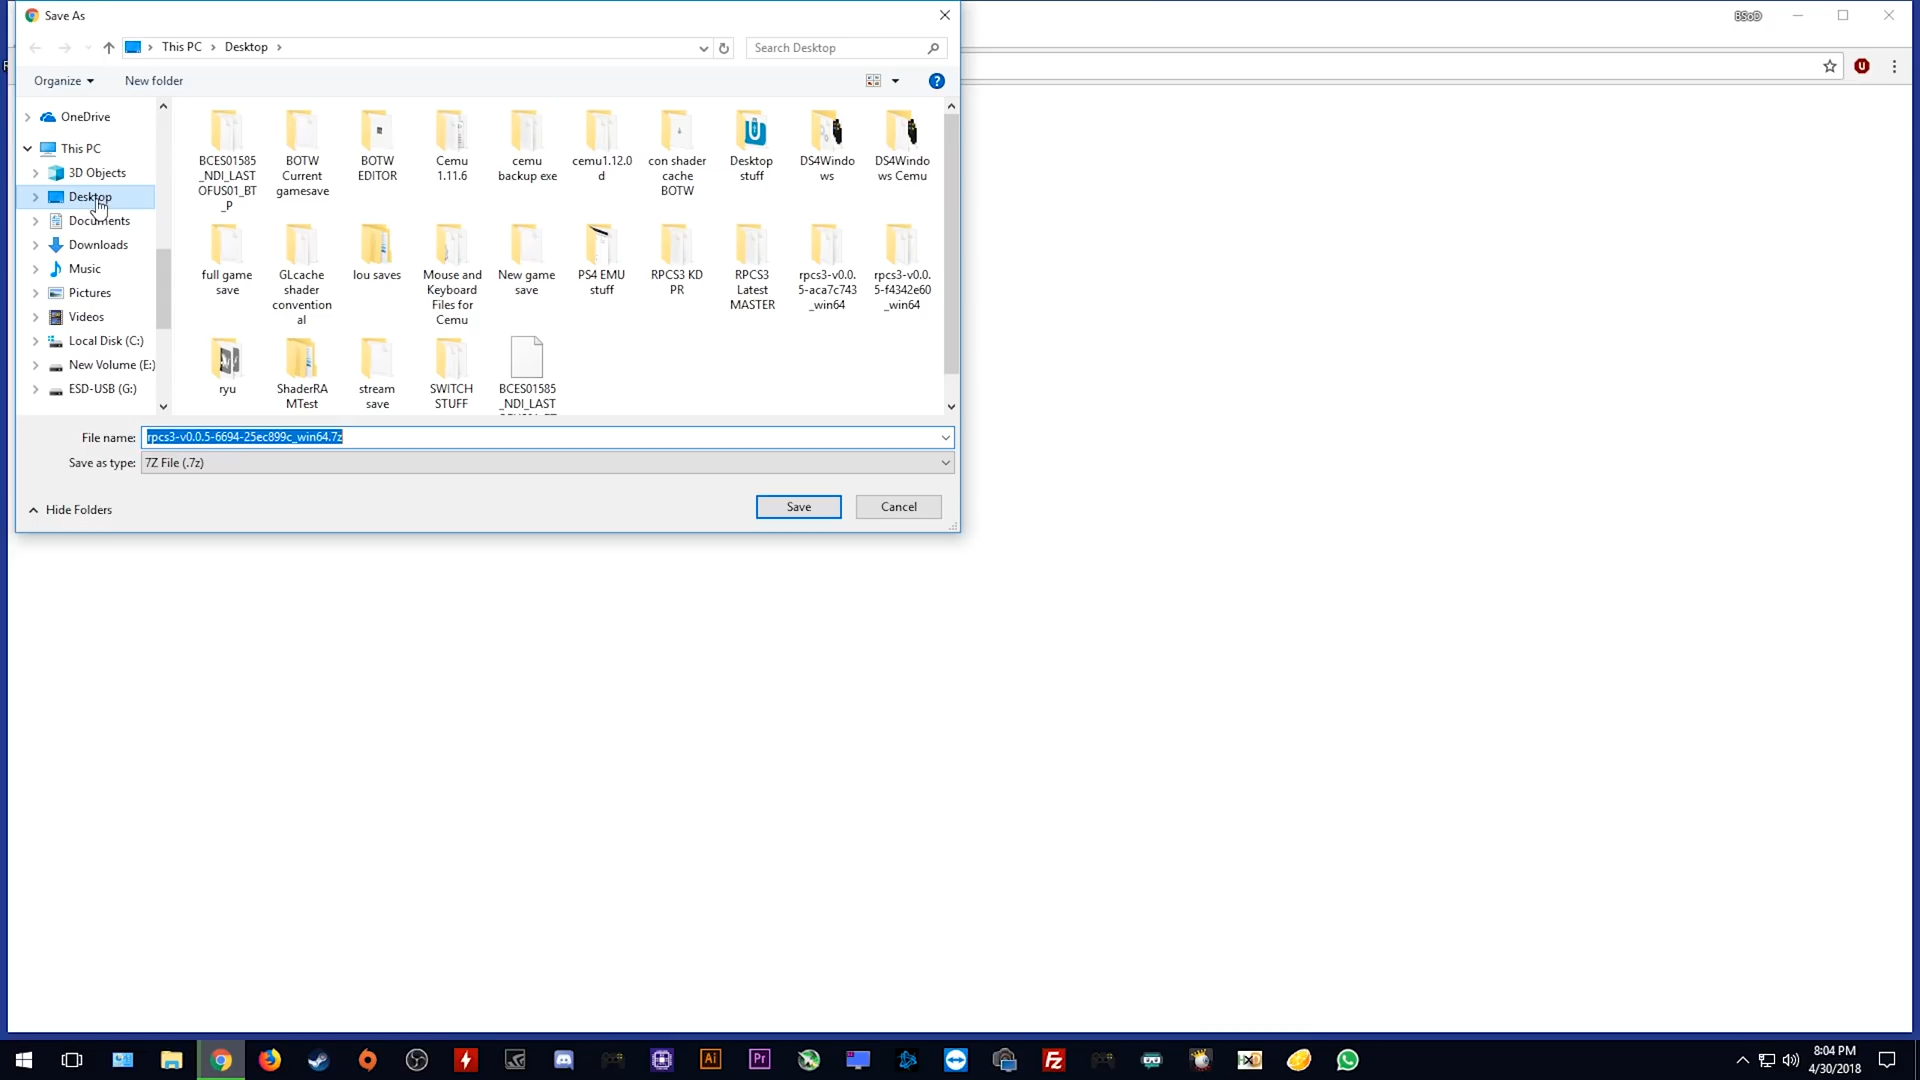 Save As
BSoD
This PC
Desktop
Search Desktop
Organize
New folder
OneDrive
This PC
3D Objects
Desktop
Documents
Downloads
Music
Pictures
Videos
Local Disk (C:)
New Volume (E:)
ESD-USB (G:)
BCES01585
_NDI_LAST
OFUS01_BT
_P
BOTW
Current
gamesave
BOTW
EDITOR
Cemu
1.11.6
cemu
backup exe
cemu1.12.0
d
con shader
cache
BOTW
Desktop
stuff
DS4Windo
ws
DS4Windo
ws Cemu
full game
save
GLcache
shader
convention
al
lou saves
Mouse and
Keyboard
Files for
Cemu
New game
save
PS4 EMU
stuff
RPCS3 KD
PR
RPCS3
Latest
MASTER
rpcs3-v0.0.
5-aca7c743
_win64
rpcs3-v0.0.
5-f4342e60
_win64
ryu
ShaderRA
MTest
stream
save
SWITCH
STUFF
BCES01585
_NDI_LAST
File name:
rpcs3-v0.0.5-6694-25ec899c_win64.7z
Save as type:
7Z File (.7z)
Hide Folders
Save
Cancel
Ai
Pr
FZ
8:04 PM
4/30/2018